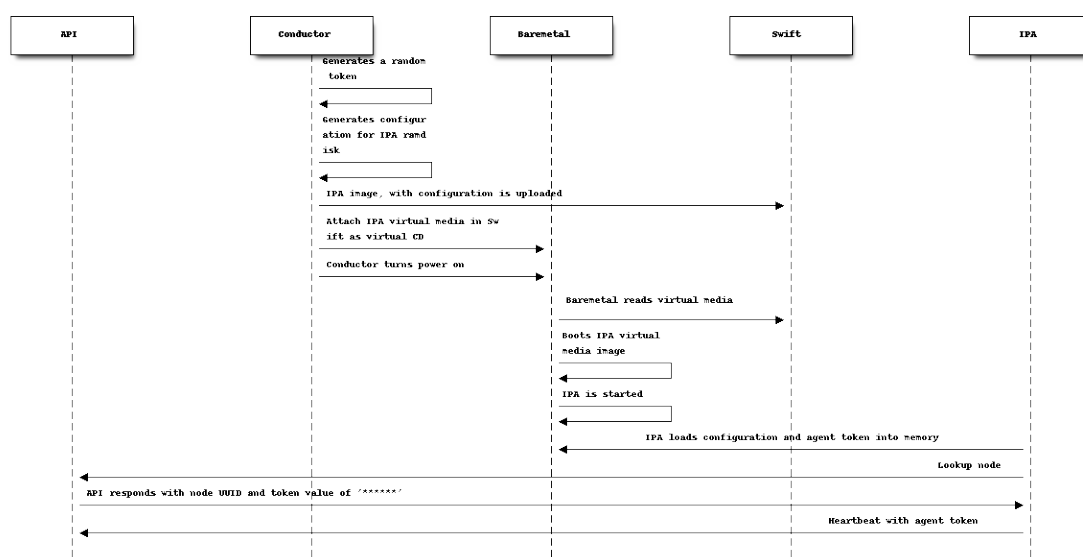 API
Conductor
Baremetal
Swift
IPA
Generates a random
token
Generates configur
ation for IPA ramd
isk
IPA image, with configuration is uploaded
Attach IPA virtual media in Sw
ift as virtual CD
Conductor turns power on
Baremetal reads virtual media
Boots IPA virtual
media image
IPA is started
IPA loads configuration and agent token into memory
Lookup node
API responds with node UUID and token value of '******'
Heartbeat with agent token